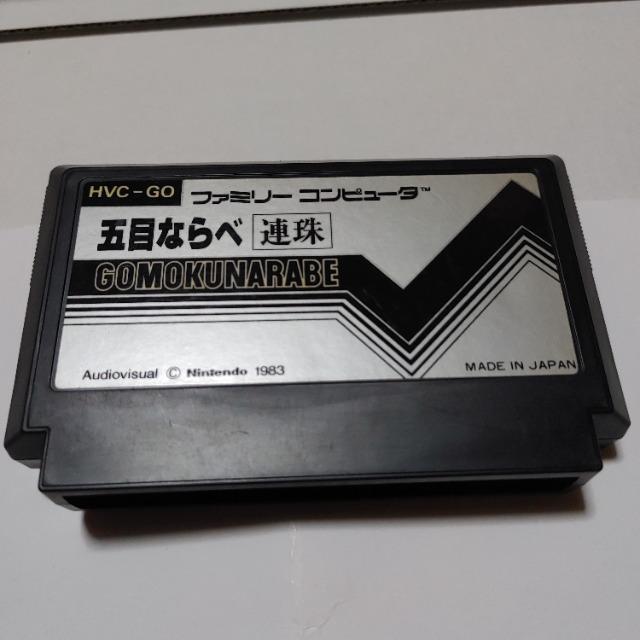 HVC-GO ファミリー コンピュータ™
五目ならべ 連珠
GOMOKUNARABE
Audiovisual © Nintendo 1983 MADE IN JAPAN